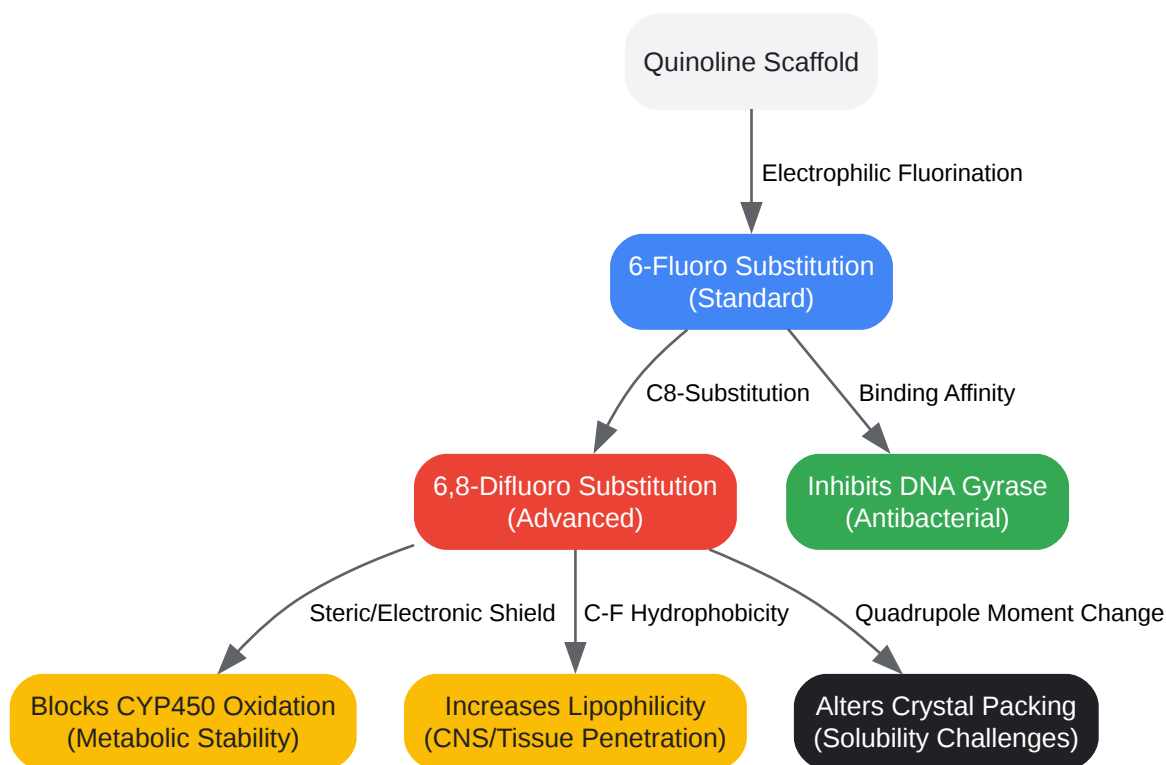 Quinoline Scaffold
Electrophilic Fluorination
6-Fluoro Substitution
(Standard)
C8-Substitution
Binding Affinity
6,8-Difluoro Substitution
(Advanced)
Inhibits DNA Gyrase
(Antibacterial)
Steric/Electronic Shield
C-F Hydrophobicity
Quadrupole Moment Change
Blocks CYP450 Oxidation
(Metabolic Stability)
Increases Lipophilicity
(CNS/Tissue Penetration)
Alters Crystal Packing
(Solubility Challenges)